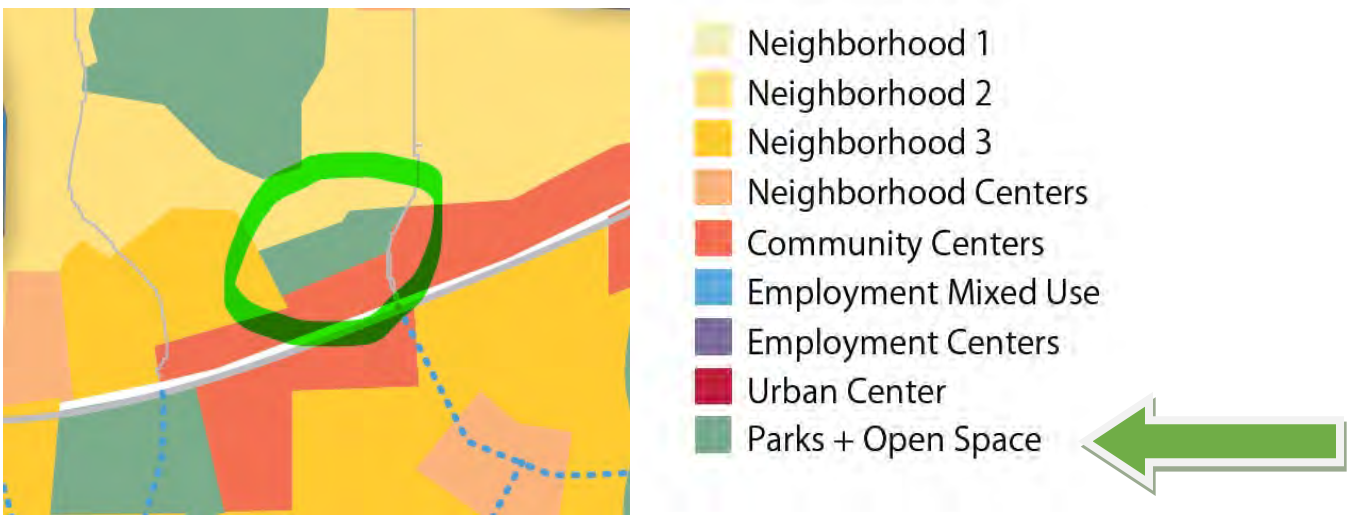 Neighborhood 1
Neighborhood 2
Neighborhood 3
Neighborhood Centers
Community Centers
Employment Mixed Use
Employment Centers
Urban Center
Parks + Open Space